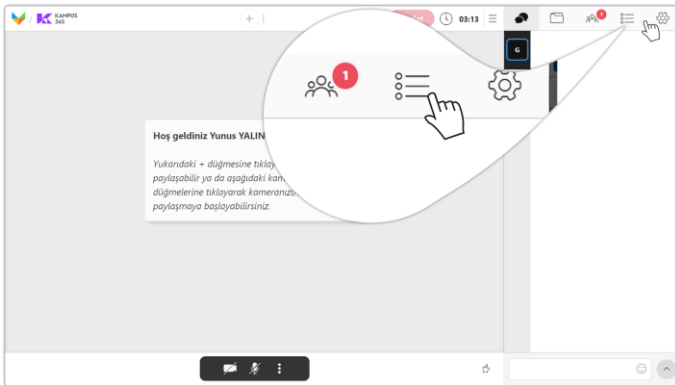 KAMPUS
365
03:13
1
G
1
Hoş geldiniz Yunus YALIN
Yukarıdaki + düğmesine tıklay
paylaşabilir ya da aşağıdaki kam
düğmelerine tıklayarak kameranızı,
paylaşmaya başlayabilirsiniz.